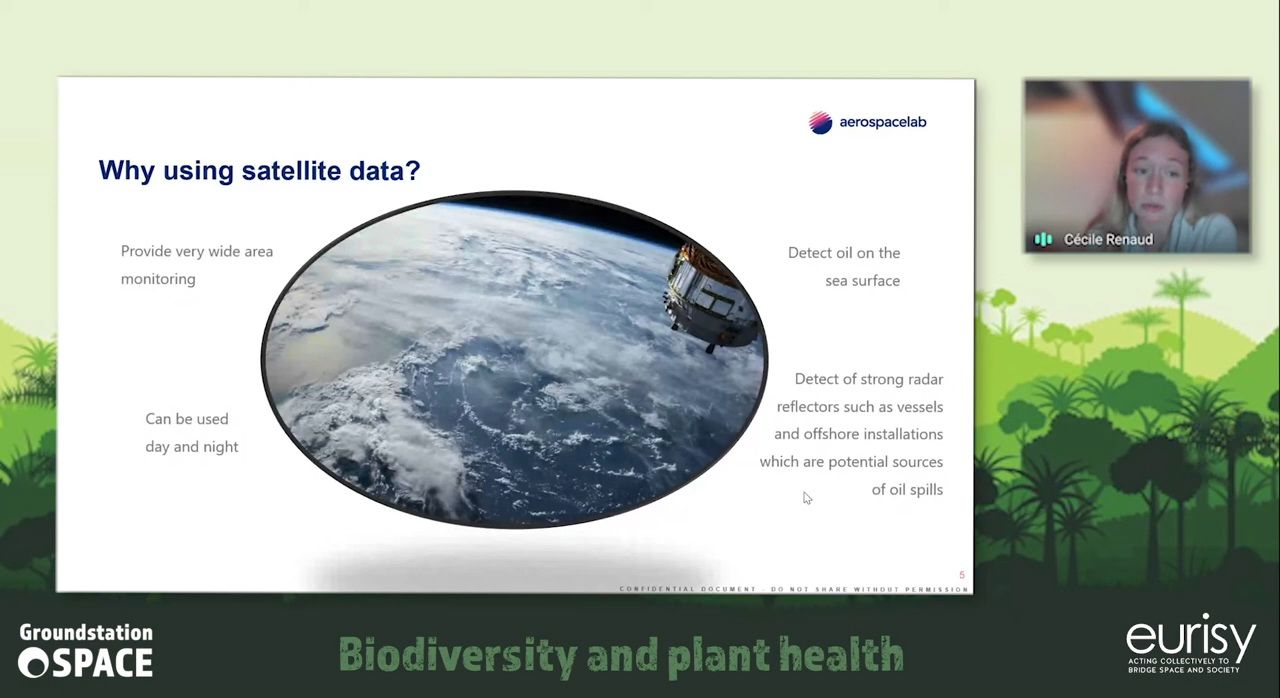 aerospacelab
Why using satellite data?
Provide very wide area
monitoring
Can be used
day and night
Detect oil on the
sea surface
Detect of strong radar
reflectors such as vessels
and offshore installations
which are potential sources
of oil spills
5
CONFIDENTIAL DOCUMENT - DO NOT SHARE WITHOUT PERMISSION
Cécile Renaud
Groundstation
SPACE
Biodiversity and plant health
eurisy
ACTING COLLECTIVELY TO
BRIDGE SPACE AND SOCIETY